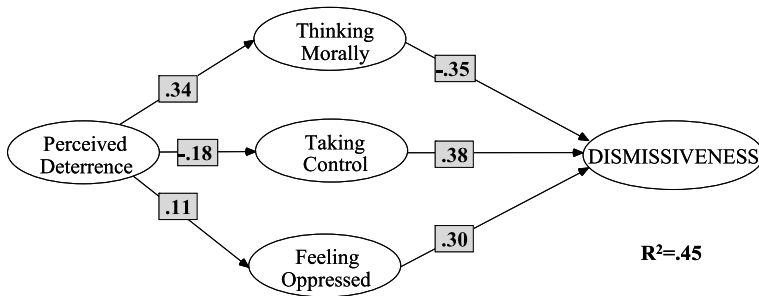 Thinking
Morally
.34
-.35
Perceived
Deterrence
-.18
Taking
Control
.38
DISMISSIVENESS
.11
Feeling
Oppressed
.30
R²=.45